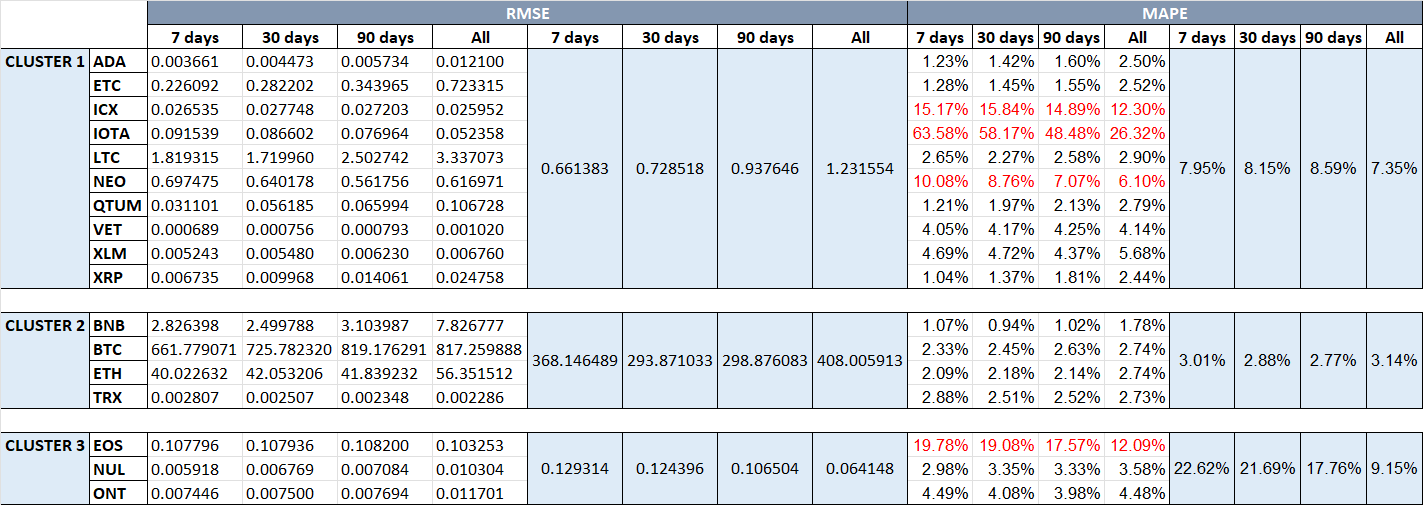 RMSE MAPE
7 days 30 days 90 days All 7 days 30 days 90 days All 7 days 30 days 90 days All 7 days 30 days 90 days All
CLUSTER 1 ADA 0.003661 0.004473 0.005734 0.012100 1.23% 1.42% 1.60% 2.50%
ETC 0.226092 0.282202 0.343965 0.723315 1.28% 1.45% 1.55% 2.52%
ICX 0.026535 0.027748 0.027203 0.025952 15.17% 15.84% 14.89% 12.30%
IOTA 0.091539 0.086602 0.076964 0.052358 63.58% 58.17% 48.48% 26.32%
LTC 1.819315 1.719960 2.502742 3.337073 2.65% 2.27% 2.58% 2.90%
0.661383 0.728518 0.937646 1.231554 7.95% 8.15% 8.59% 7.35%
NEO 0.697475 0.640178 0.561756 0.616971 10.08% 8.76% 7.07% 6.10%
QTUM 0.031101 0.056185 0.065994 0.106728 1.21% 1.97% 2.13% 2.79%
VET 0.000689 0.000756 0.000793 0.001020 4.05% 4.17% 4.25% 4.14%
XLM 0.005243 0.005480 0.006230 0.006760 4.69% 4.72% 4.37% 5.68%
XRP 0.006735 0.009968 0.014061 0.024758 1.04% 1.37% 1.81% 2.44%
CLUSTER 2 BNB 2.826398 2.499788 3.103987 7.826777 1.07% 0.94% 1.02% 1.78%
BTC 661.779071 725.782320 819.176291 817.259888 2.33% 2.45% 2.63% 2.74%
368.146489 293.871033 298.876083 408.005913 3.01% 2.88% 2.77% 3.14%
ETH 40.022632 42.053206 41.839232 56.351512 2.09% 2.18% 2.14% 2.74%
TRX 0.002807 0.002507 0.002348 0.002286 2.88% 2.51% 2.52% 2.73%
CLUSTER 3 EOS 0.107796 0.107936 0.108200 0.103253 19.78% 19.08% 17.57% 12.09%
NUL 0.005918 0.006769 0.007084 0.010304 0.129314 0.124396 0.106504 0.064148 2.98% 3.35% 3.33% 3.58% 22.62% 21.69% 17.76% 9.15%
ONT 0.007446 0.007500 0.007694 0.011701 4.49% 4.08% 3.98% 4.48%